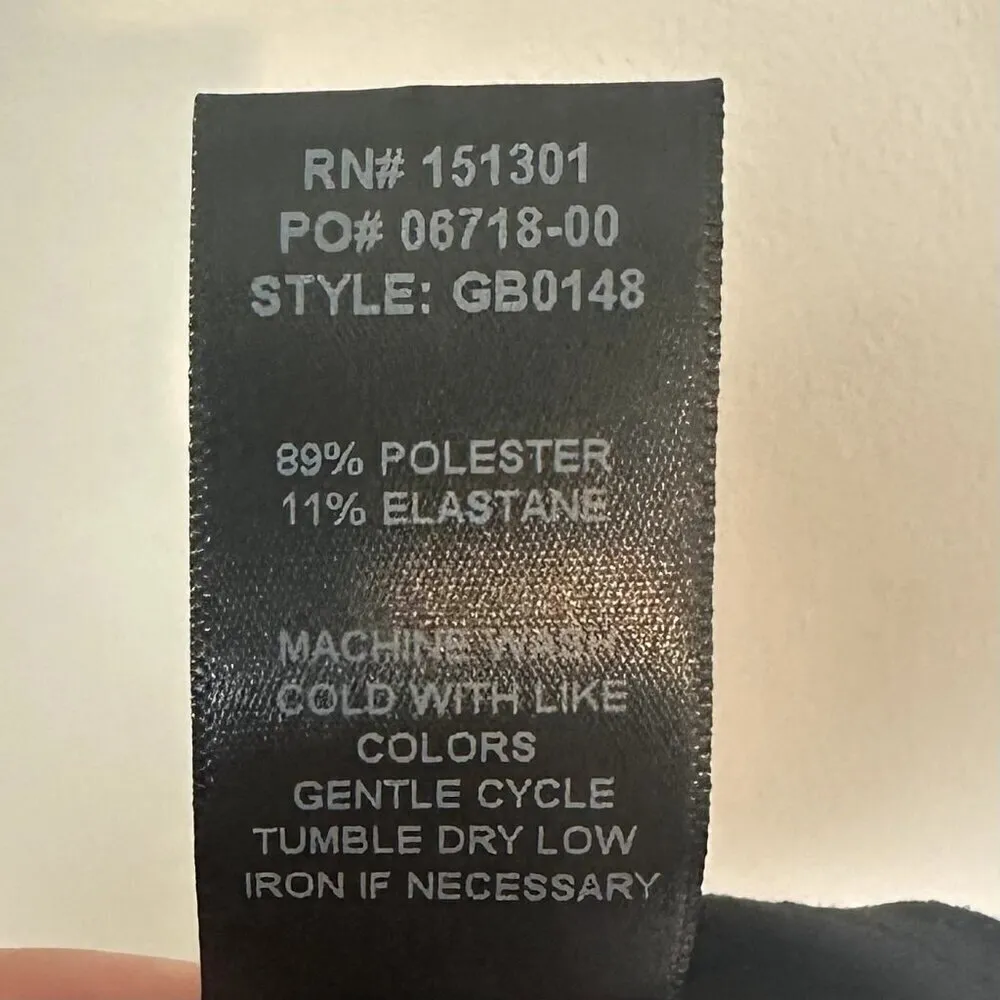 RN# 151301
PO# 06718-00
STYLE: GB0148
89% POLESTER
11% ELASTANE
MACHINE WASH
COLD WITH LIKE
COLORS
GENTLE CYCLE
TUMBLE DRY LOW
IRON IF NECESSARY